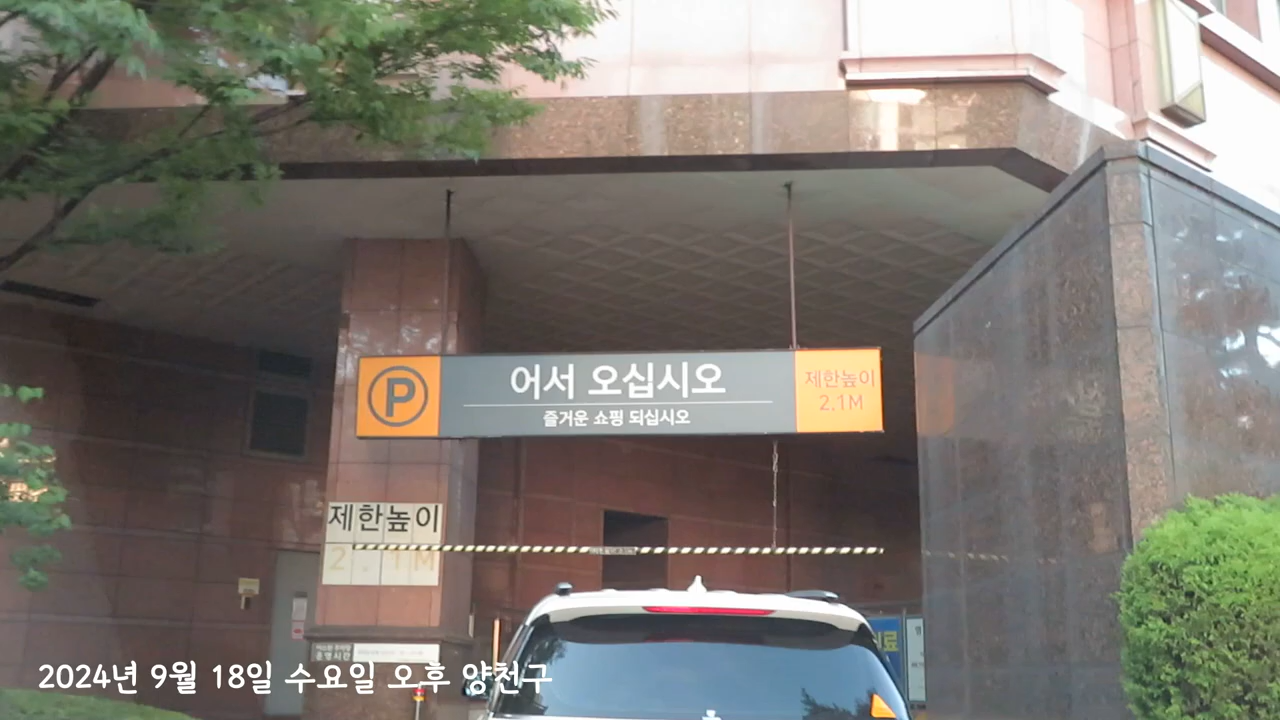 P
어서 오십시오
즐거운 쇼핑 되십시오
제한높이
2.1M
제한높이
2.1M
2024년 9월 18일 수요일 오후 양천구